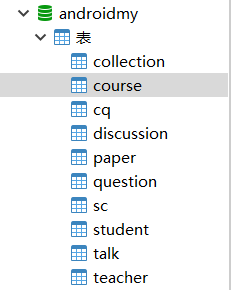 androidmy
表
collection
course
cq
discussion
paper
question
sc
student
talk
teacher